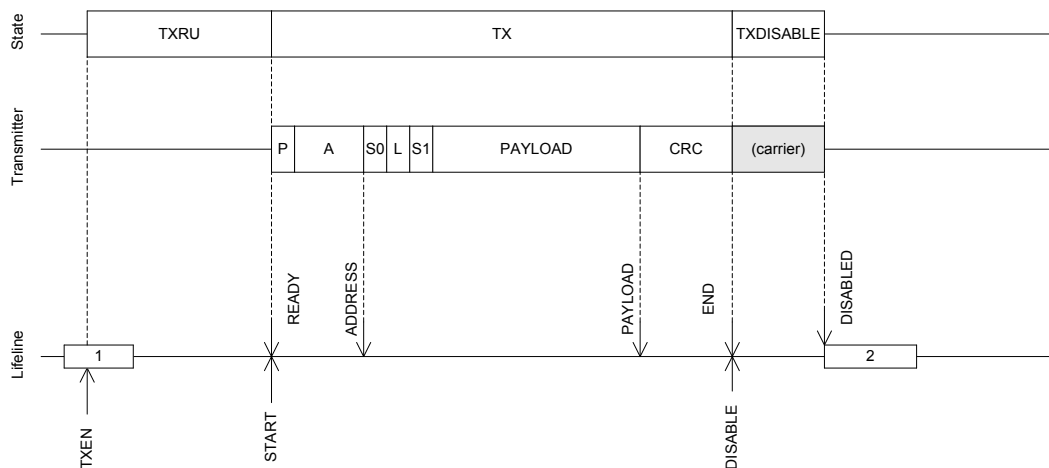 State
TXRU
TX
TXDISABLE
Transmitter
P
A
S0
L
S1
PAYLOAD
CRC
(carrier)
READY
ADDRESS
PAYLOAD
END
DISABLED
Lifeline
1
2
TXEN
START
DISABLE